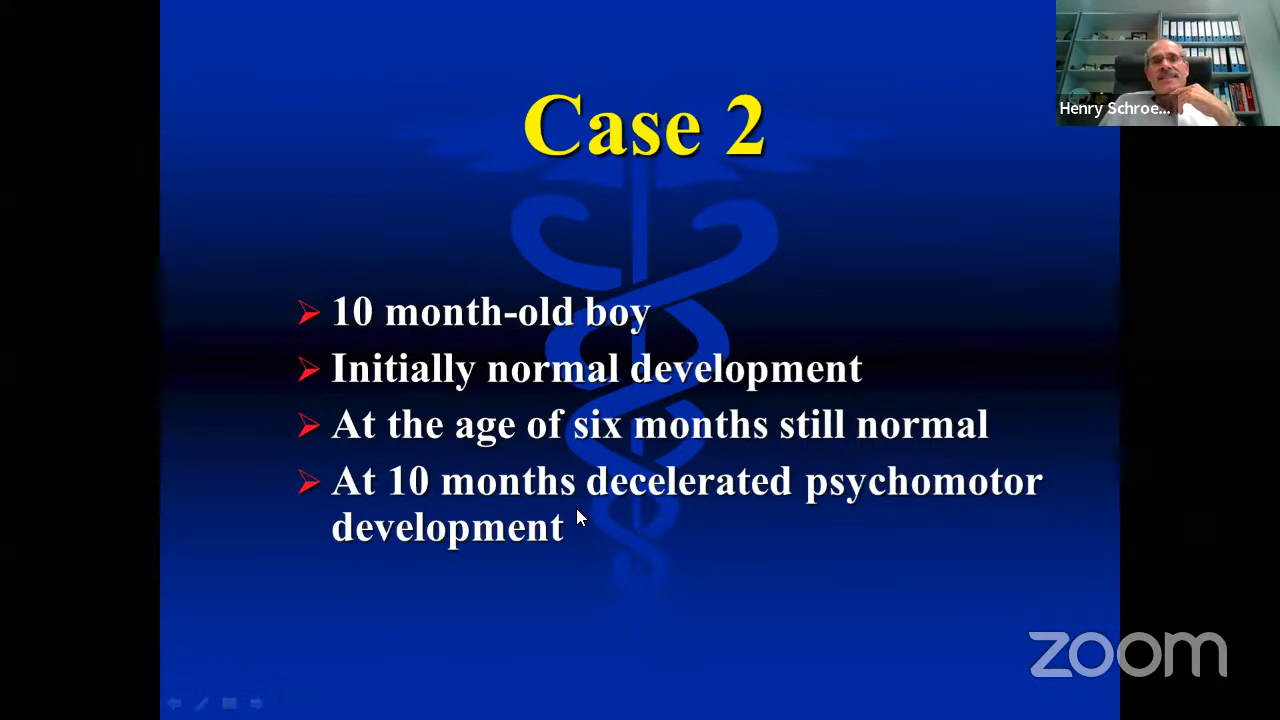 Case 2
Henry Schroe...
10 month-old boy
Initially normal development
At the age of six months still normal
At 10 months decelerated psychomotor
development
zoom